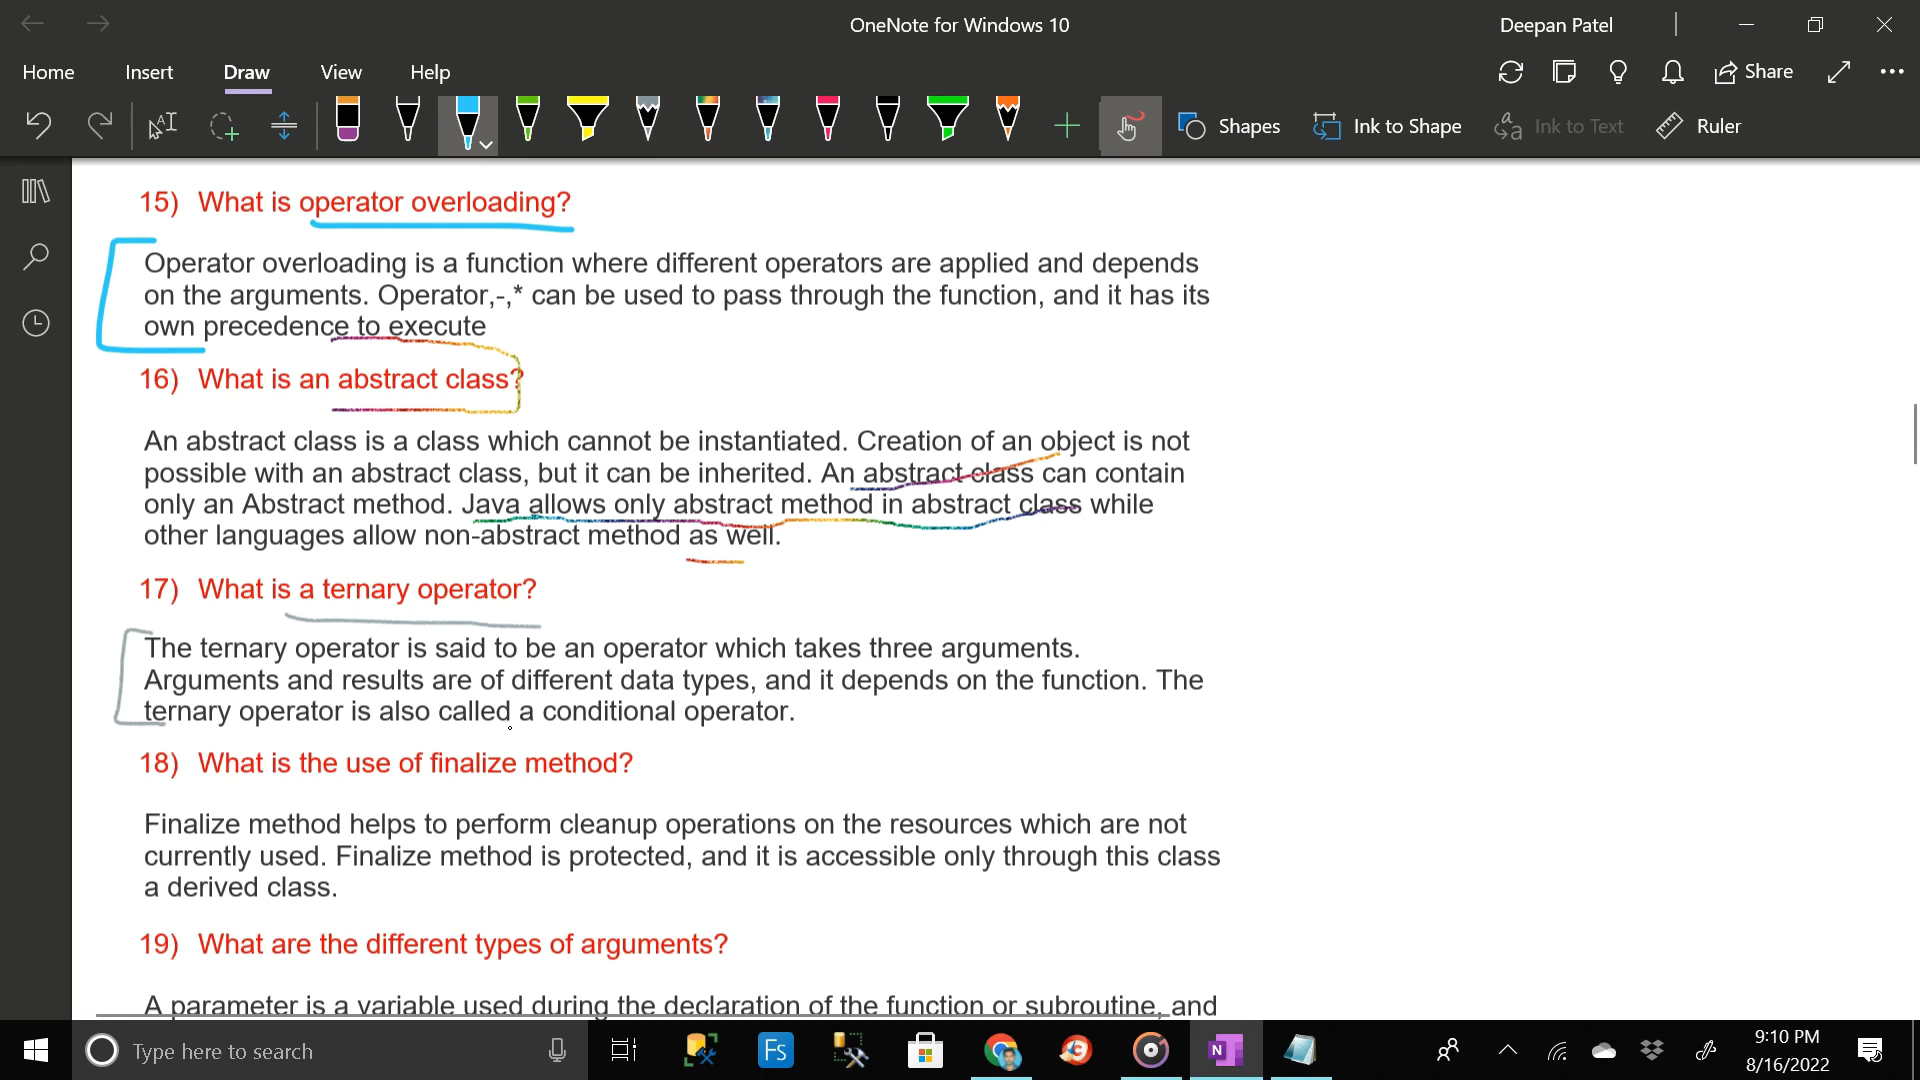 OneNote for Windows 10
Deepan Patel
Home Insert Draw View Help
Share
Shapes Ink to Shape Ink to Text Ruler
15) What is operator overloading?
Operator overloading is a function where different operators are applied and depends
on the arguments. Operator,-,* can be used to pass through the function, and it has its
own precedence to execute
16) What is an abstract class?
An abstract class is a class which cannot be instantiated. Creation of an object is not
possible with an abstract class, but it can be inherited. An abstract class can contain
only an Abstract method. Java allows only abstract method in abstract class while
other languages allow non-abstract method as well.
17) What is a ternary operator?
The ternary operator is said to be an operator which takes three arguments.
Arguments and results are of different data types, and it depends on the function. The
ternary operator is also called a conditional operator.
18) What is the use of finalize method?
Finalize method helps to perform cleanup operations on the resources which are not
currently used. Finalize method is protected, and it is accessible only through this class
a derived class.
19) What are the different types of arguments?
A parameter is a variable used during the declaration of the function or subroutine, and
Type here to search
Fs
N
9:10 PM
8/16/2022